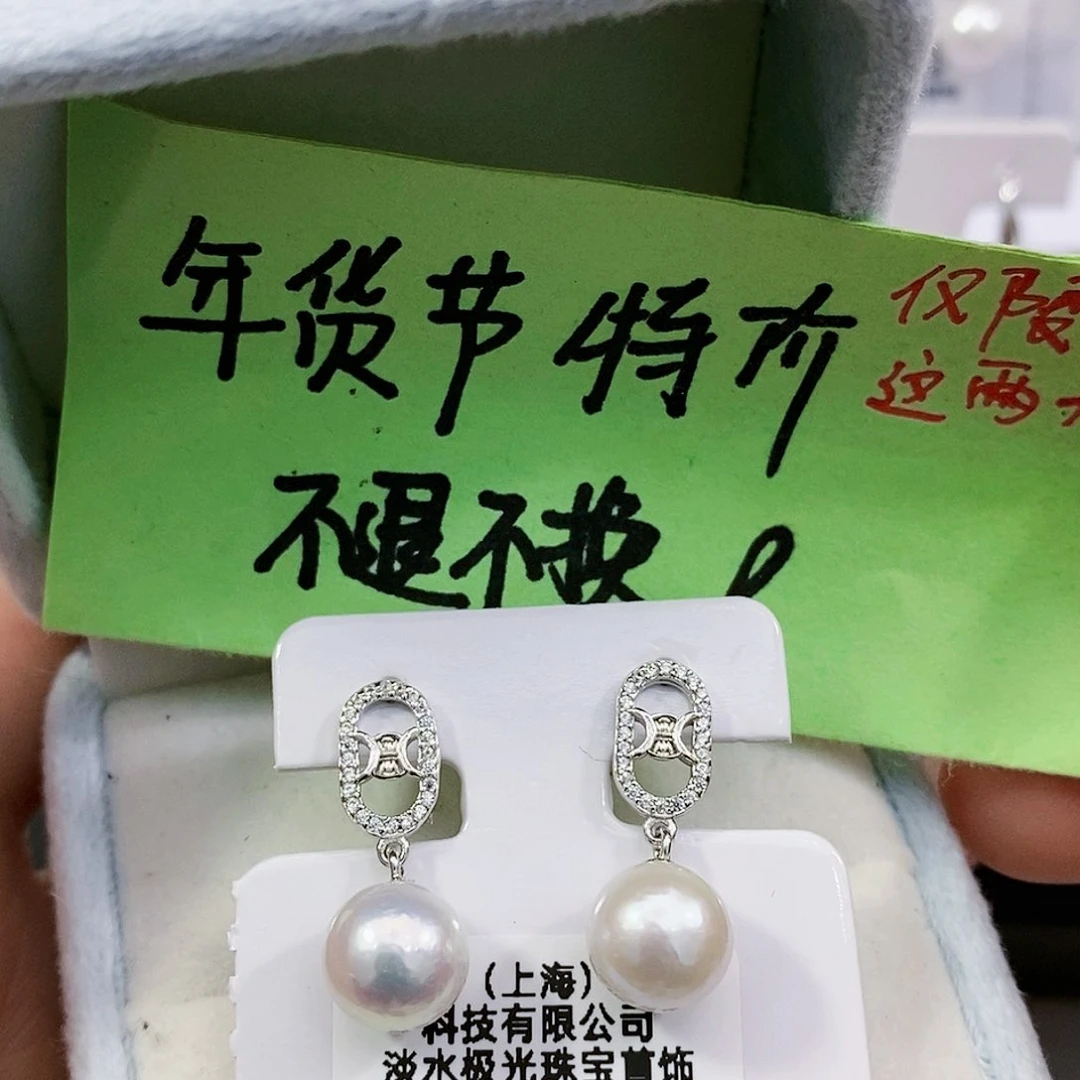 年货节 特价
仅限
这两
不退不换!
(上海)
科技有限公司
淡水极光珠宝首饰